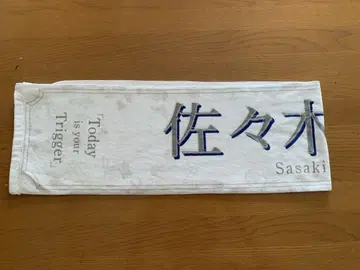 「Today
is your
Trigger」
佐々木
Sasaki